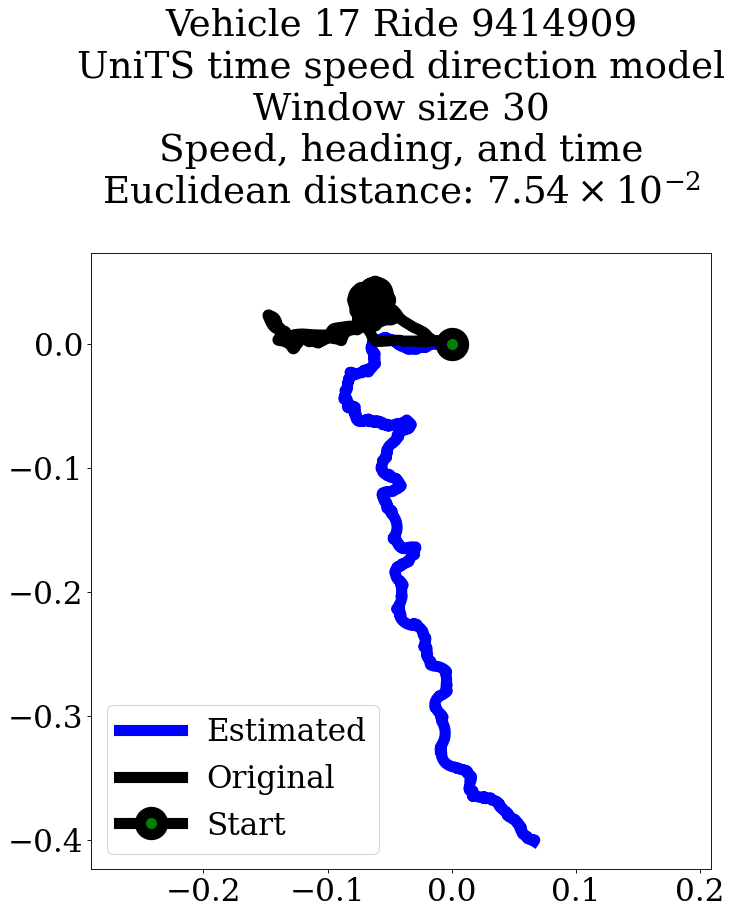 Vehicle 17 Ride 9414909
UniTS time speed direction model
Window size 30
Speed, heading, and time
Euclidean distance: 7.54 × 10⁻²
0.0
−0.1
−0.2
−0.3
−0.4
Estimated
Original
Start
−0.2 −0.1 0.0 0.1 0.2